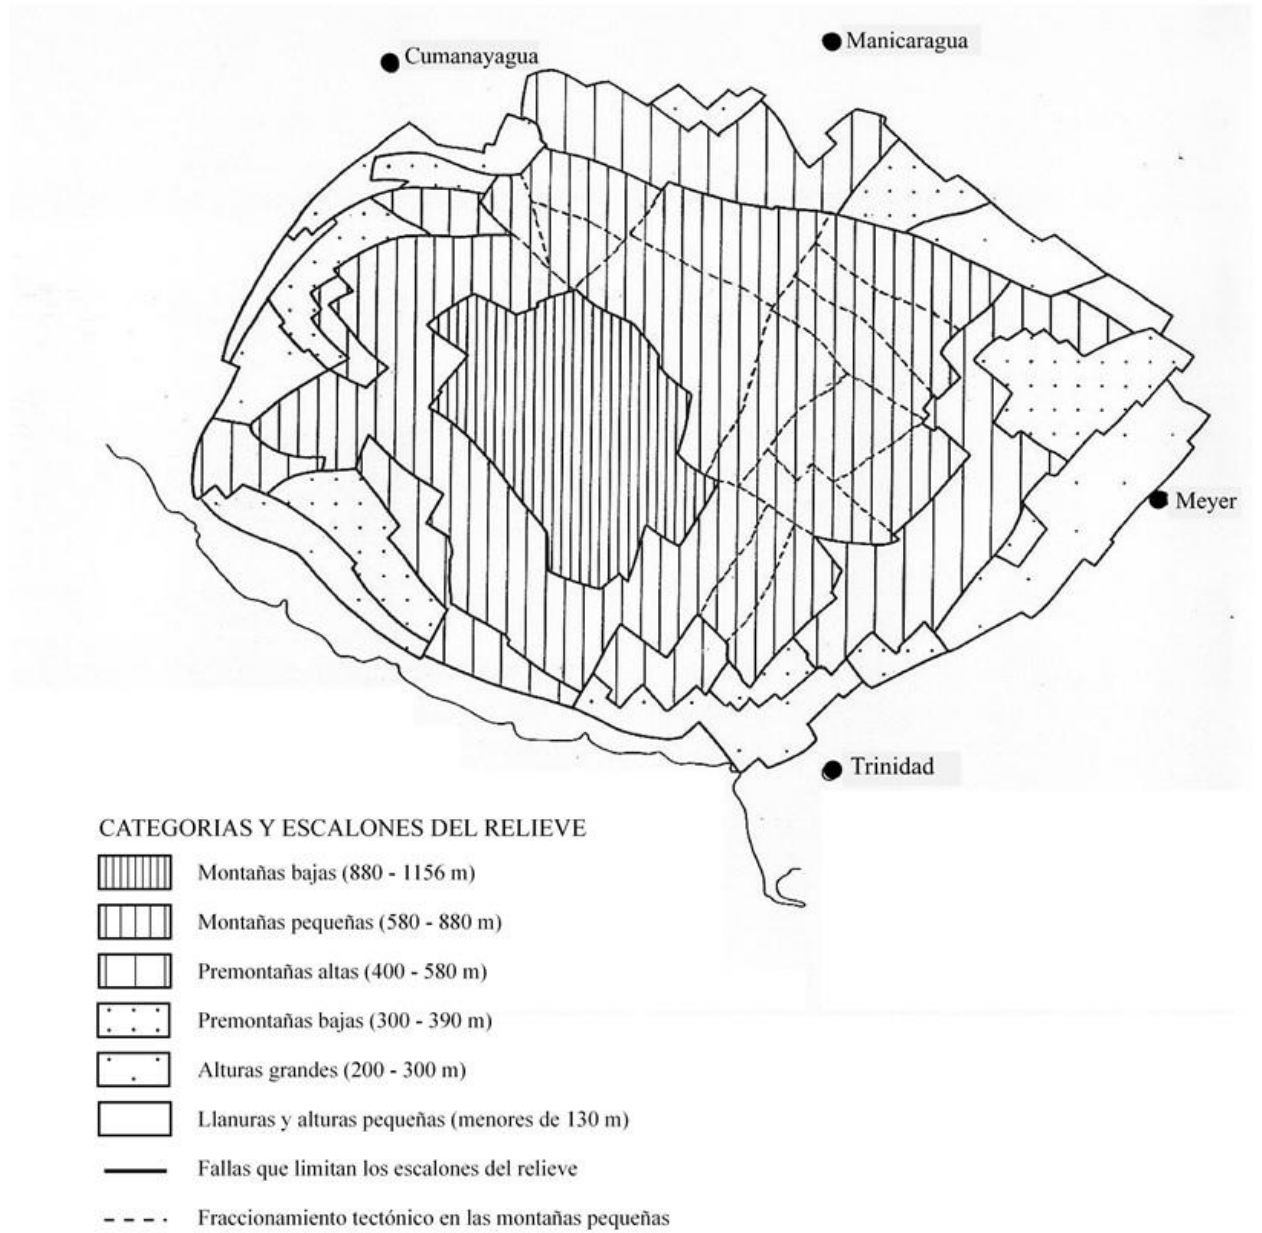 Cumanayagua
Manicaragua
Meyer
Trinidad
CATEGORIAS Y ESCALONES DEL RELIEVE
Montañas bajas (880 - 1156 m)
Montañas pequeñas (580 - 880 m)
Premontañas altas (400 - 580 m)
Premontañas bajas (300 - 390 m)
Alturas grandes (200 - 300 m)
Llanuras y alturas pequeñas (menores de 130 m)
Fallas que limitan los escalones del relieve
Fraccionamiento tectónico en las montañas pequeñas